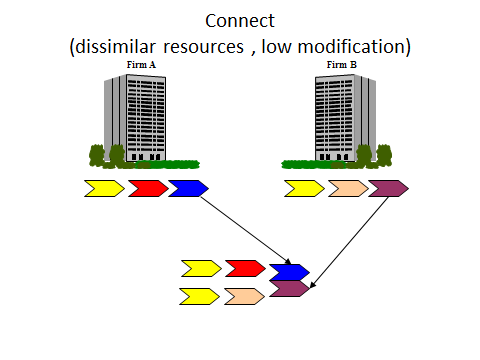 Connect
(dissimilar resources , low modification)
Firm A
Firm B